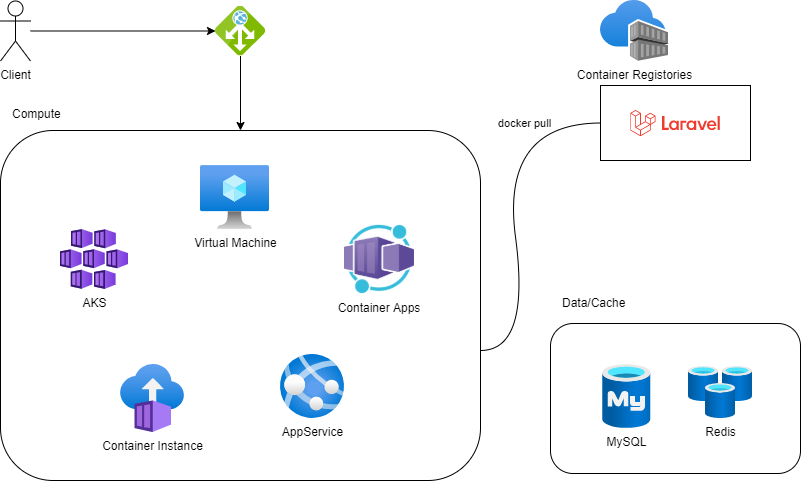 Client
Container Registories
Compute
docker pull
Laravel
Virtual Machine
AKS
Container Apps
Data/Cache
Container Instance
AppService
My
MySQL
Redis